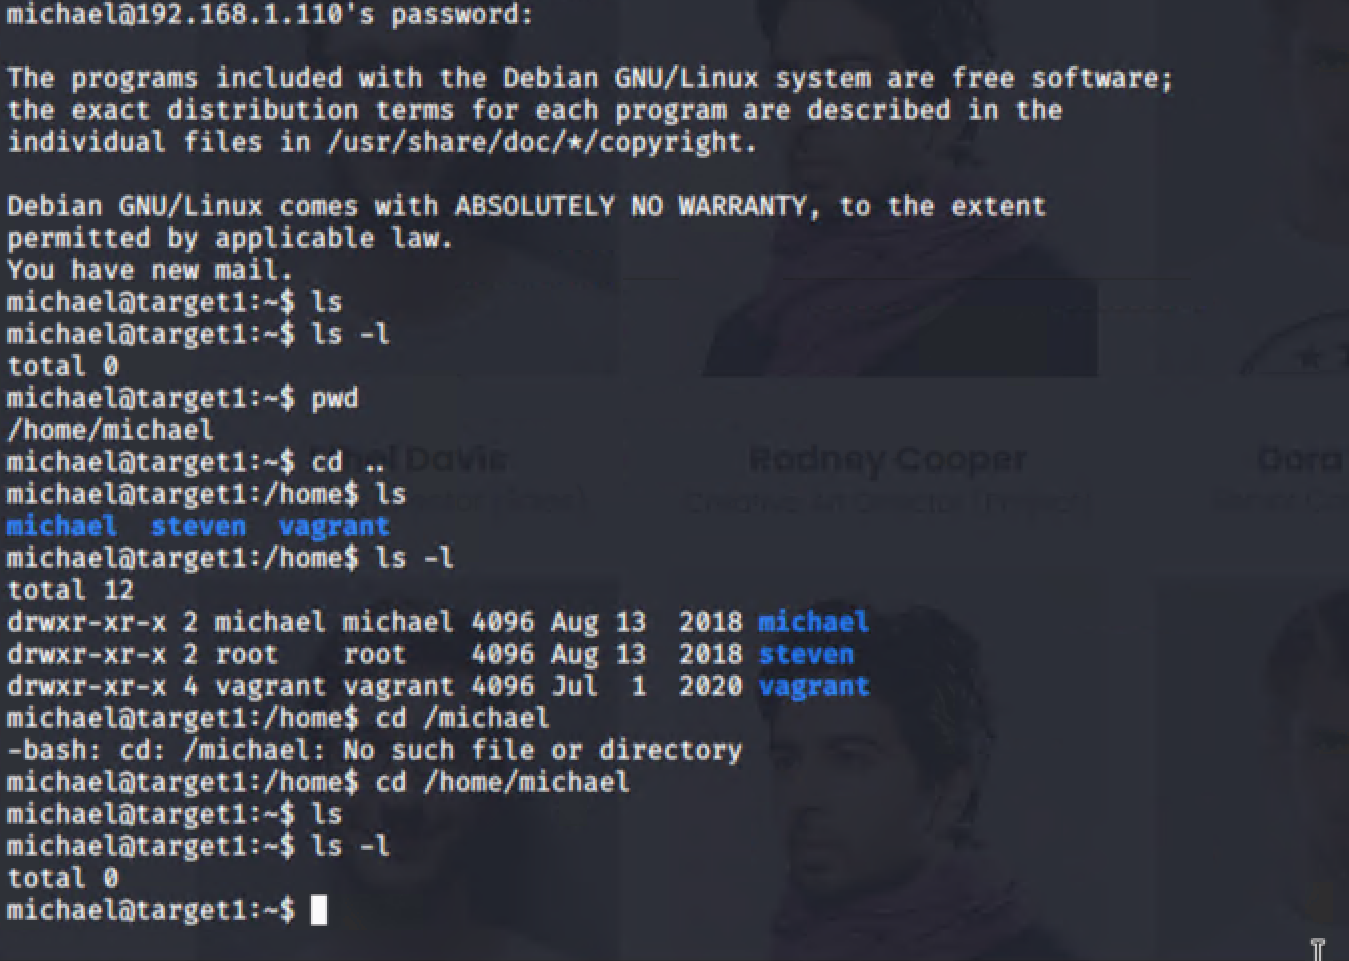 michael@192.168.1.110's password:
The programs included with the Debian GNU/Linux system are free software;
the exact distribution terms for each program are described in the
individual files in /usr/share/doc/*/copyright.
Debian GNU/Linux comes with ABSOLUTELY NO WARRANTY, to the extent
permitted by applicable law.
You have new mail.
michael@target1:~$ ls
michael@target1:~$ ls -l
total 0
michael@target1:~$ pwd
/home/michael
michael@target1:~$ cd ..
Davis
Rodney Cooper
Dora
michael@target1:/home$ ls
Creative Art Director (Project)
michael  steven  vagrant
michael@target1:/home$ ls -l
total 12
drwxr-xr-x 2 michael michael 4096 Aug 13  2018 michael
drwxr-xr-x 2 root    root    4096 Aug 13  2018 steven
drwxr-xr-x 4 vagrant vagrant 4096 Jul  1  2020 vagrant
michael@target1:/home$ cd /michael
-bash: cd: /michael: No such file or directory
michael@target1:/home$ cd /home/michael
michael@target1:~$ ls
michael@target1:~$ ls -l
total 0
michael@target1:~$